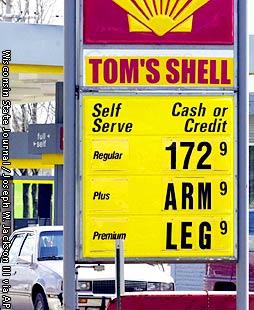 TOM'S SHELL
Self Cash or
Serve Credit
Regular 172 9
Plus ARM 9
Premium LEG 9
full
self
Wisconsin State Journal/Joseph W. Jackson III via AP